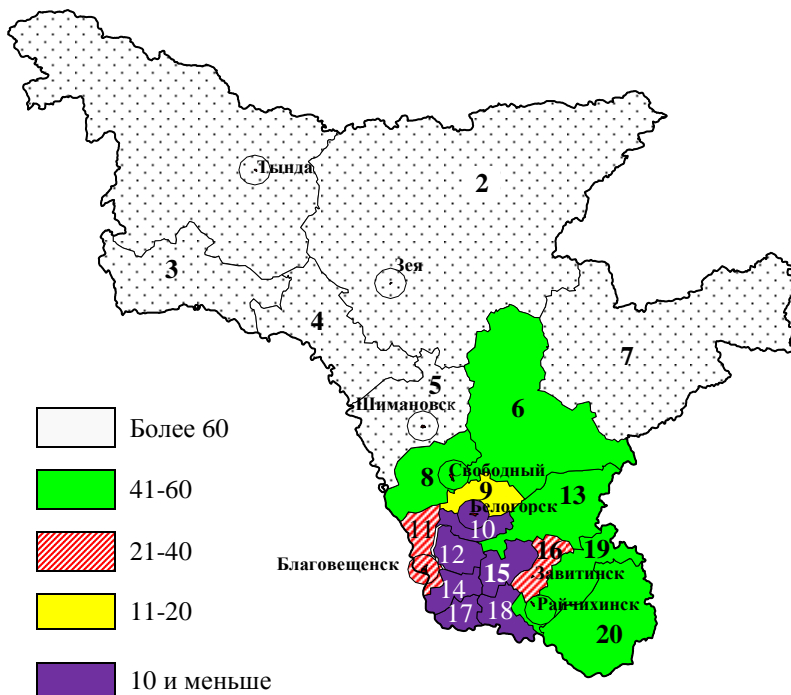 Тында
2
3
Зея
4
7
5
Шимановск
6
Более 60
8
Свободный
41-60
9
13
Белогорск
11
10
21-40
12
16
19
Благовещенск
15
Завитинск
14
11-20
17
18
Райчихинск
20
10 и меньше